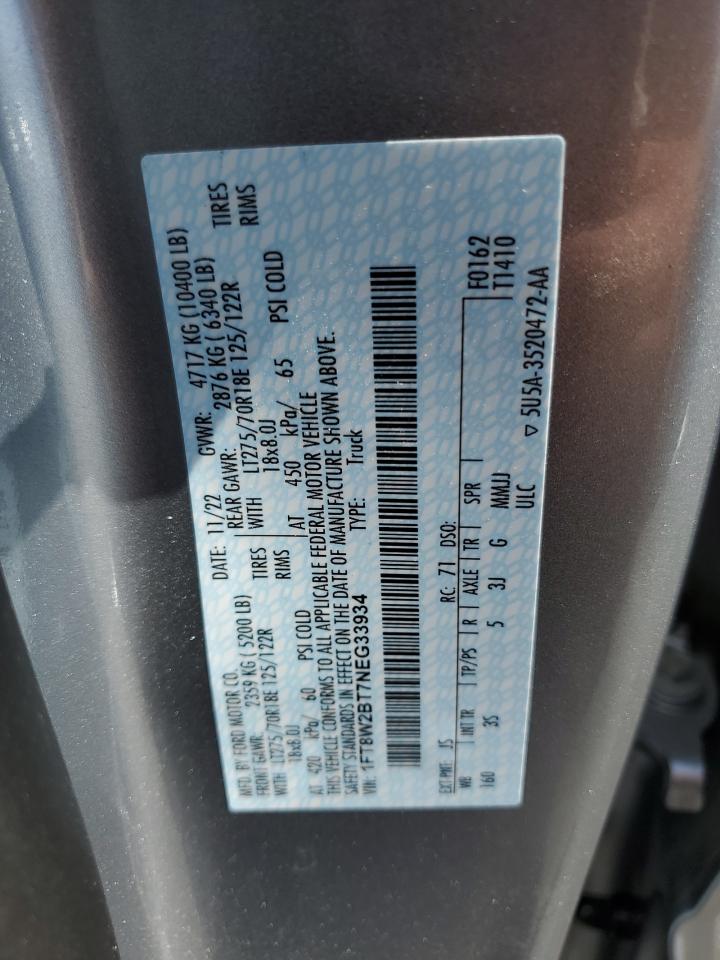 MFD. BY FORD MOTOR CO.
DATE: 11/22 GVWR: 4717 KG (10400 LB)
FRONT GAWR: 2359 KG ( 5200 LB) REAR GAWR: 2876 KG ( 6340 LB)
WITH LT275/70R18E 125/122R TIRES WITH LT275/70R18E 125/122R TIRES
18x8.0J RIMS 18x8.0J RIMS
AT 420 kPa/ 60 PSI COLD AT 450 kPa/ 65 PSI COLD
THIS VEHICLE CONFORMS TO ALL APPLICABLE FEDERAL MOTOR VEHICLE
SAFETY STANDARDS IN EFFECT ON THE DATE OF MANUFACTURE SHOWN ABOVE.
VIN: 1FT8W2BT7NEG33934 TYPE: Truck
EXT PNT: JS RC: 71 DSO: F0162
WB INT TR TP/PS R AXLE TR SPR T1410
160 3S 5 3J G MMJJ
ULC ▽ 5U5A-3520472-AA